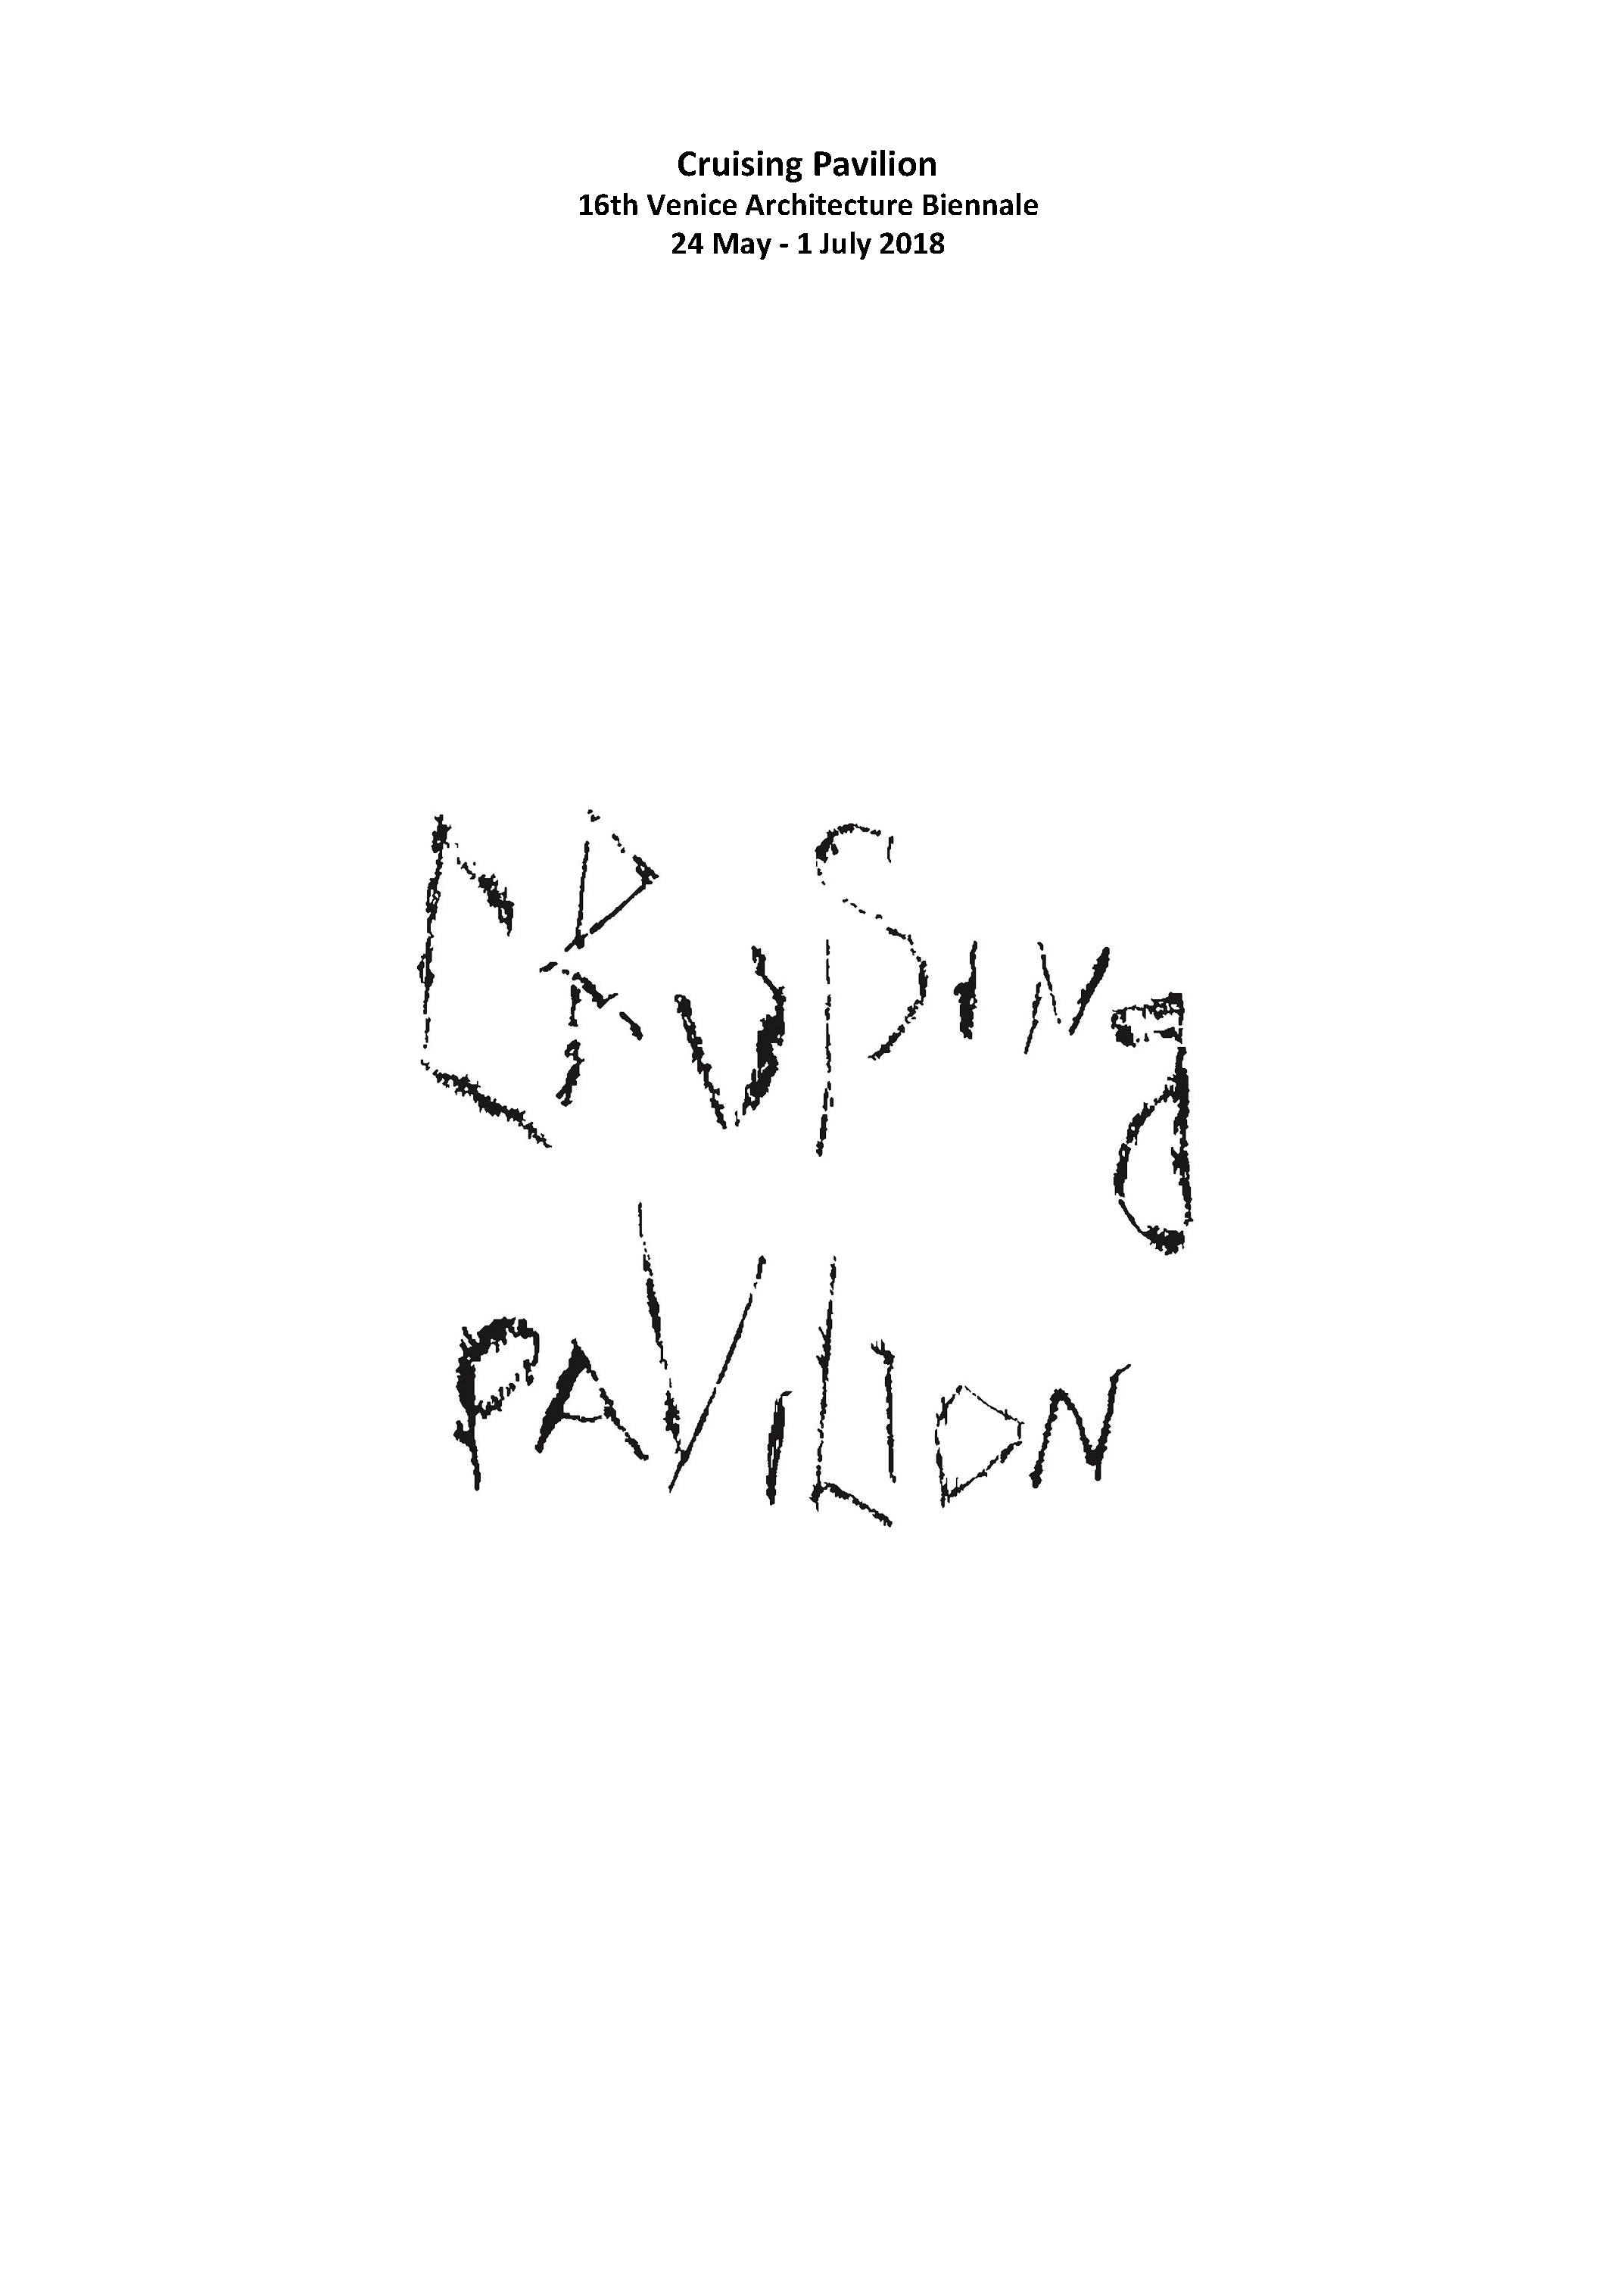 Cruising Pavilion
16th Venice Architecture Biennale
24 May - 1 July 2018
CRUISINg
PAViLION